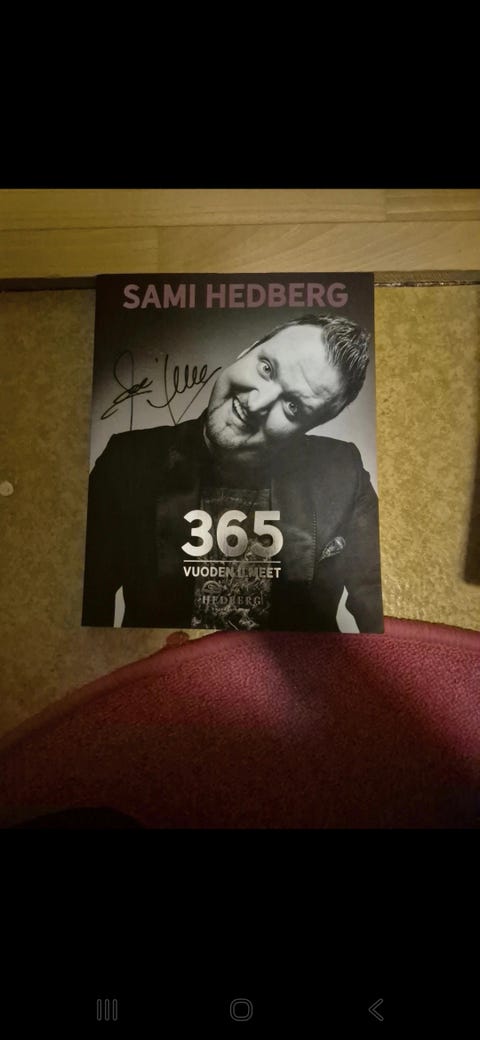 SAMI HEDBERG
365
VUODEN ILMEET
HEDBERG